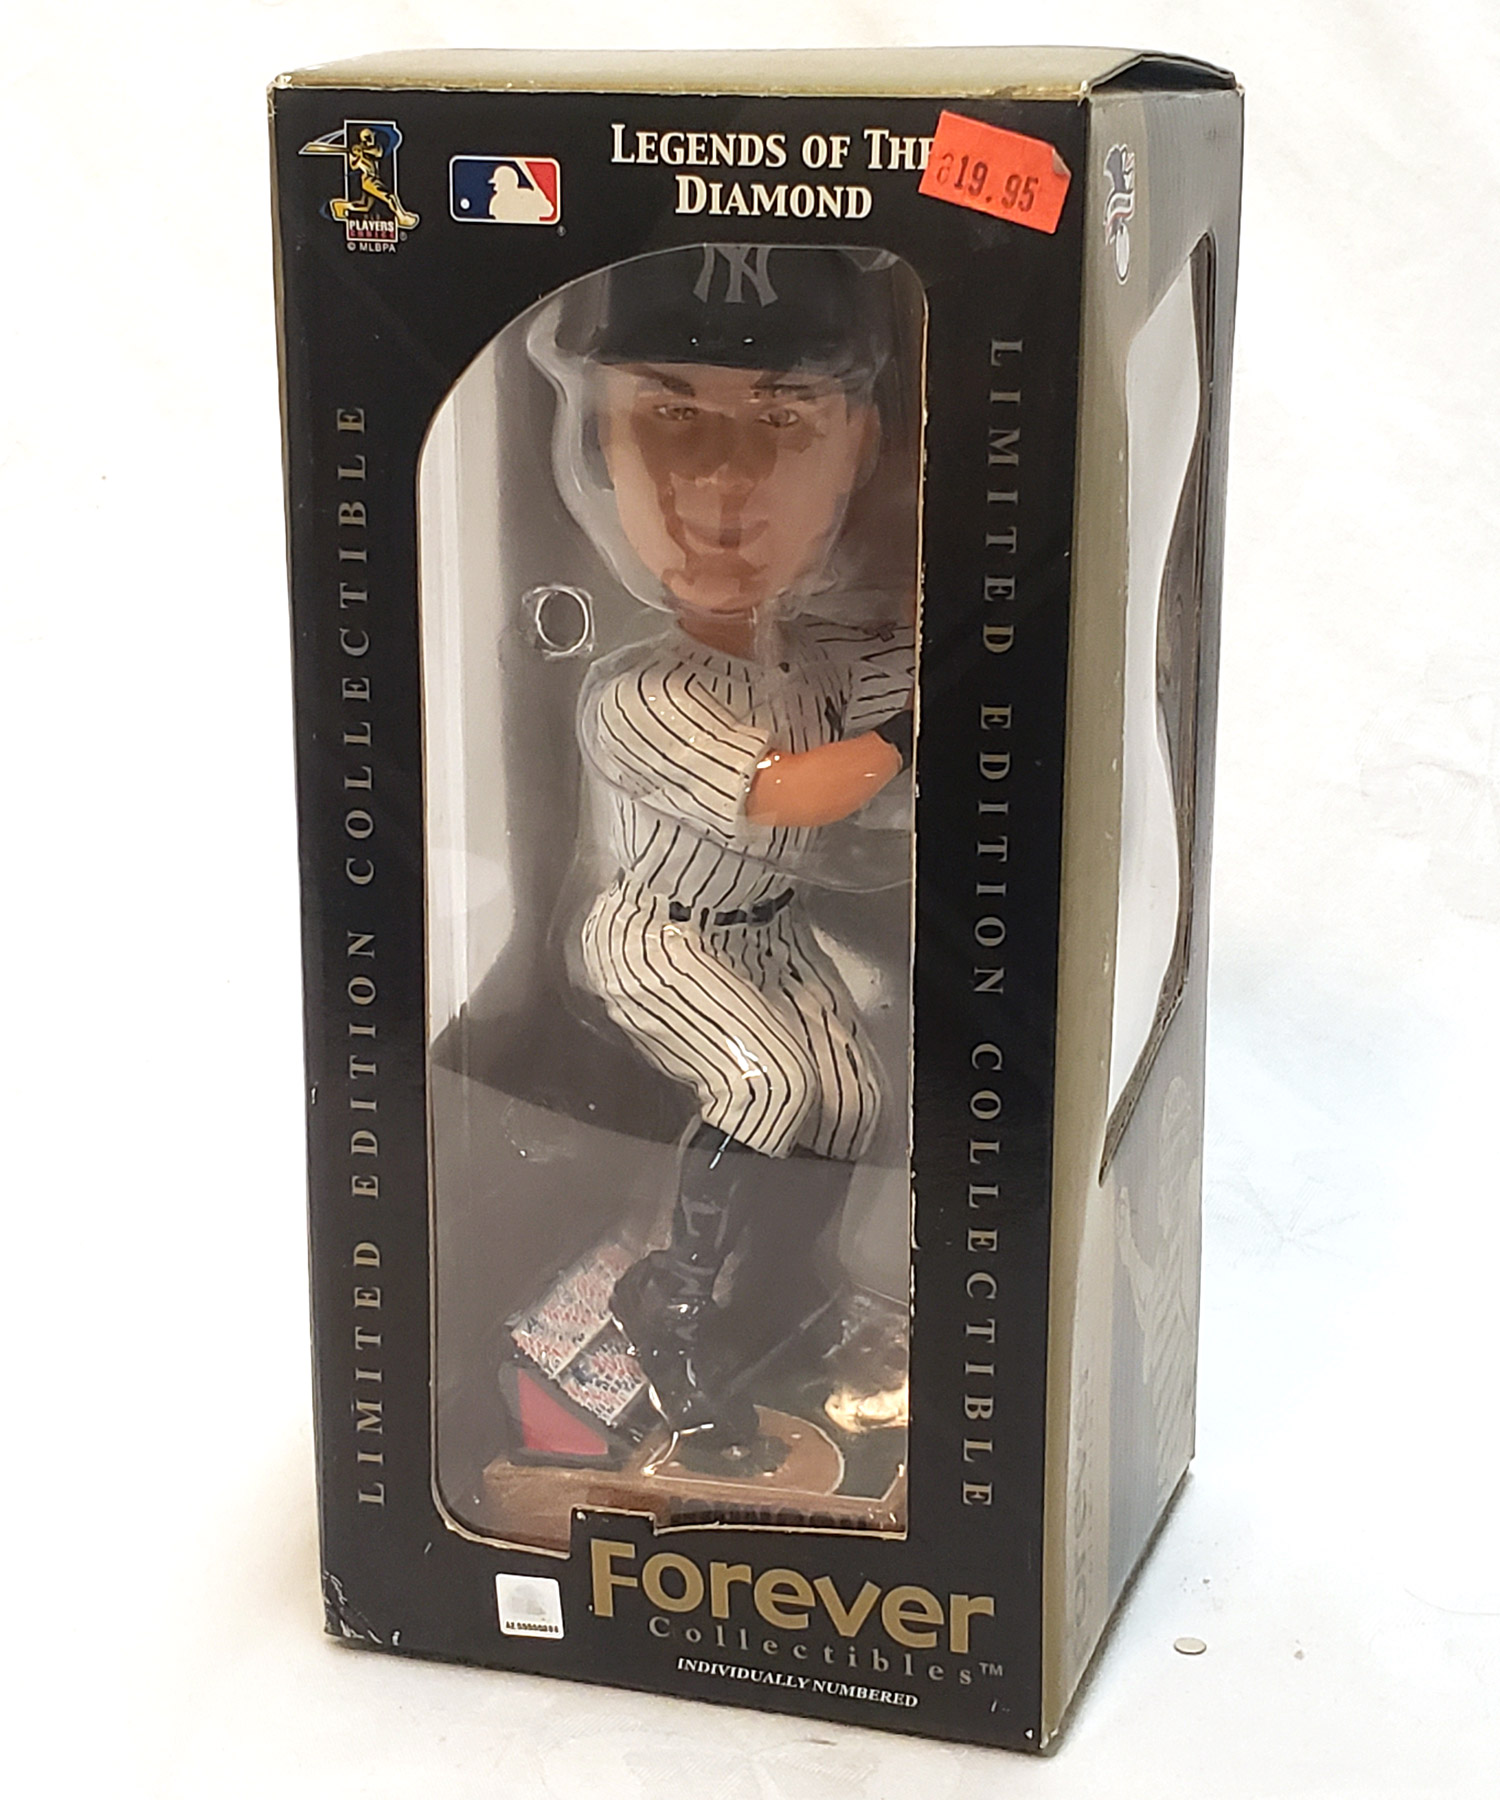 LEGENDS OF THE
DIAMOND
$19.95
PLAYERS
CHOICE
© MLBPA
NY
LIMITED EDITION COLLECTIBLE
LIMITED EDITION COLLECTIBLE
Forever
Collectibles™
INDIVIDUALLY NUMBERED